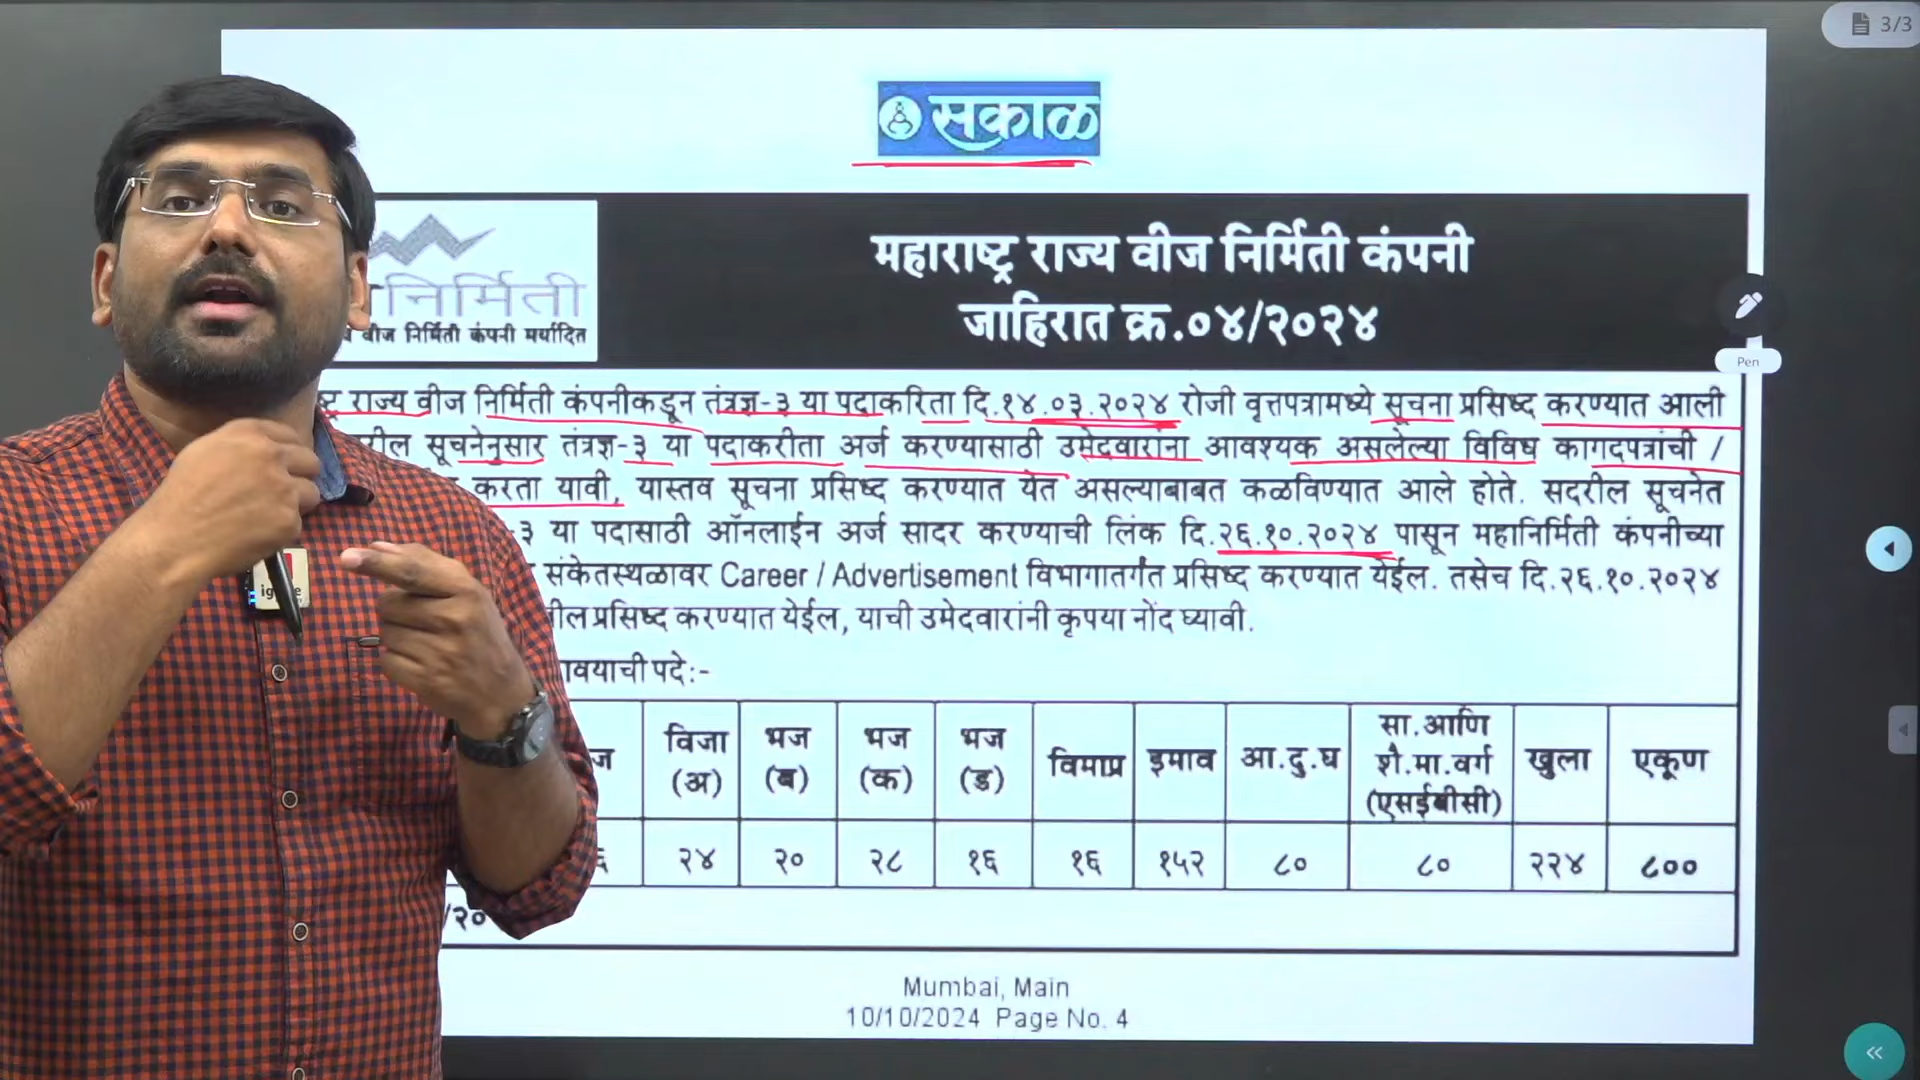 3/3
सकाळ
महाराष्ट्र राज्य वीज निर्मिती कंपनी
जाहिरात क्र.०४/२०२४
निर्मिती
वीज निर्मिती कंपनी मर्यादित
Pen
राज्य वीज निर्मिती कंपनीकडून तंत्रज्ञ-३ या पदाकरिता दि.१४.०३.२०२४ रोजी वृत्तपत्रामध्ये सूचना प्रसिध्द करण्यात आली
सूचनेनुसार तंत्रज्ञ-३ या पदाकरीता अर्ज करण्यासाठी उमेदवारांना आवश्यक असलेल्या विविध कागदपत्रांची /
करता यावी, यास्तव सूचना प्रसिध्द करण्यात येत असल्याबाबत कळविण्यात आले होते. सदरील सूचनेत
-३ या पदासाठी ऑनलाईन अर्ज सादर करण्याची लिंक दि.२६.१०.२०२४ पासून महानिर्मिती कंपनीच्या
संकेतस्थळावर Career / Advertisement विभागातर्गंत प्रसिध्द करण्यात येईल. तसेच दि.२६.१०.२०२४
प्रसिध्द करण्यात येईल, याची उमेदवारांनी कृपया नोंद घ्यावी.
पदे:-
ज विजा (अ) भज (ब) भज (क) भज (ड) विमाप्र इमाव आ.दु.घ सा.आणि शै.मा.वर्ग (एसईबीसी) खुला एकूण
२४ २० २८ १६ १६ १५२ ८० ८० २२४ ८००
/२०
Mumbai, Main
10/10/2024 Page No. 4